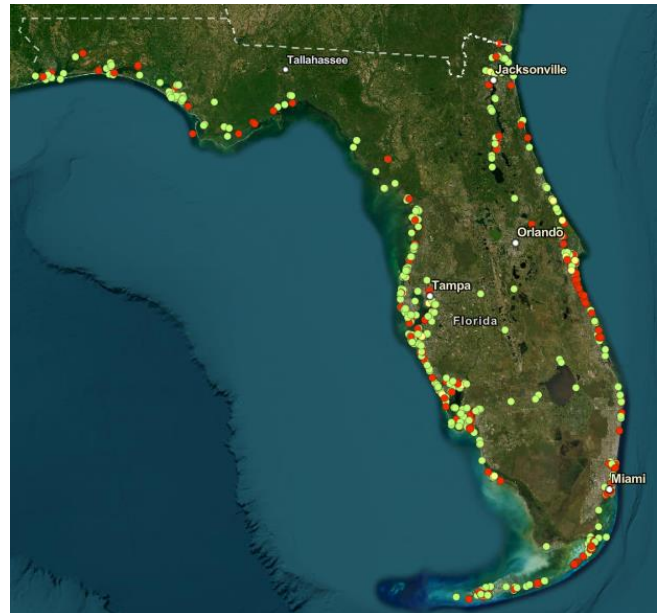 Tallahassee
Jacksonville
Orlando
Tampa
Florida
Miami